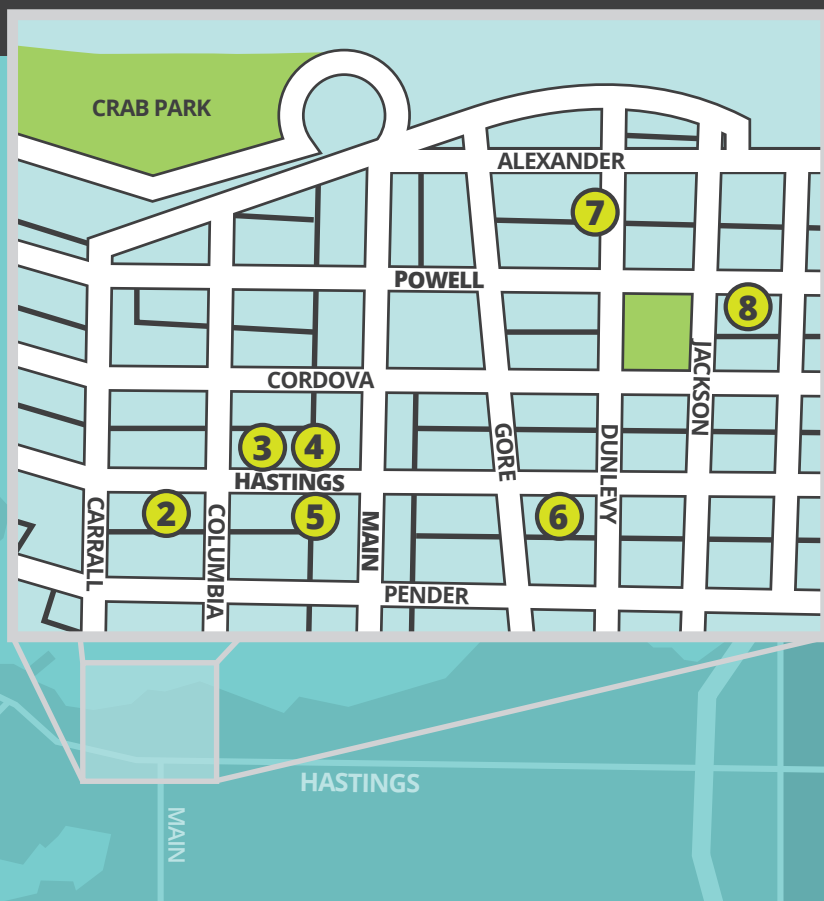 CRAB PARK
ALEXANDER
7
POWELL
8
JACKSON
CORDOVA
3
4
GORE
DUNLEVY
HASTINGS
2
5
6
CARRALL
COLUMBIA
MAIN
PENDER
HASTINGS
MAIN